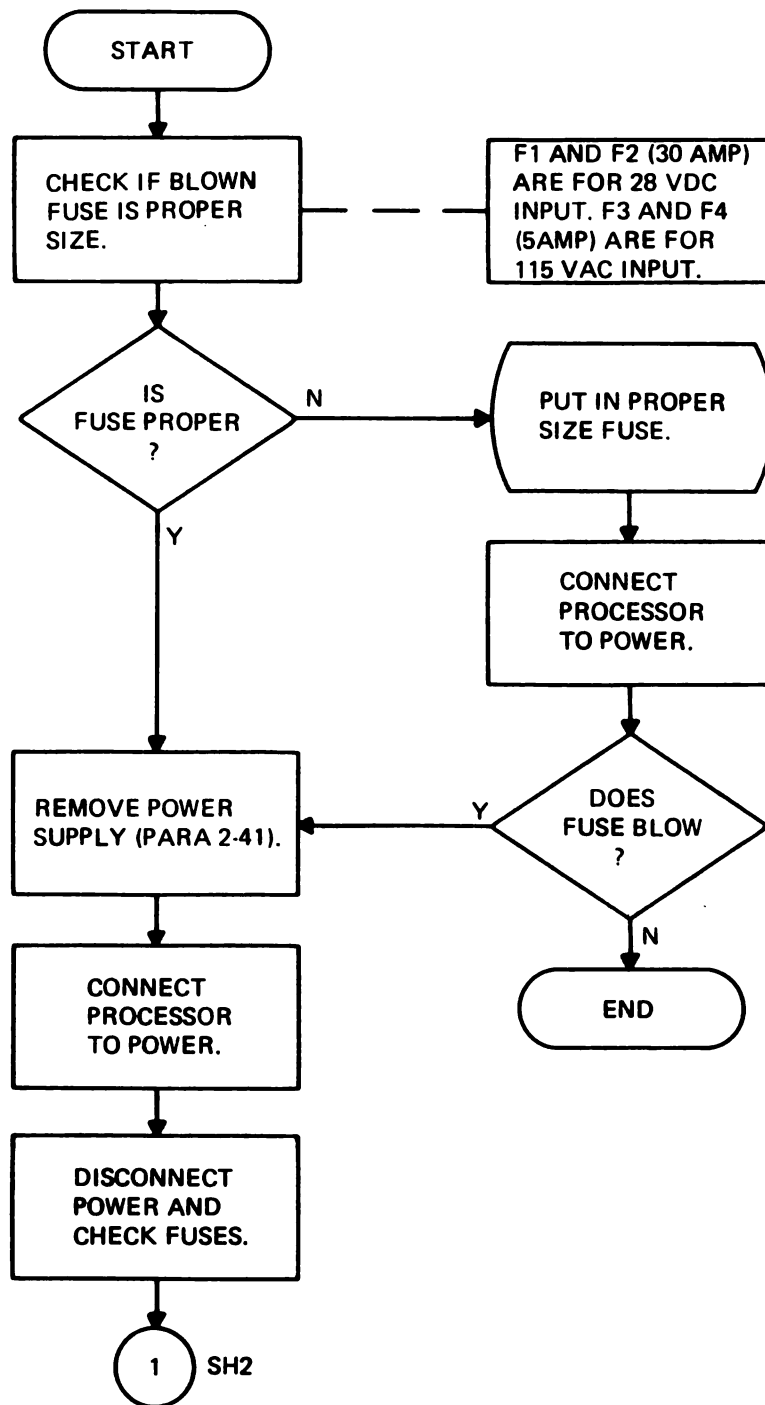 START
CHECK IF BLOWN
FUSE IS PROPER
SIZE.
F1 AND F2 (30 AMP)
ARE FOR 28 VDC
INPUT. F3 AND F4
(5AMP) ARE FOR
115 VAC INPUT.
IS
FUSE PROPER
?
N
Y
PUT IN PROPER
SIZE FUSE.
CONNECT
PROCESSOR
TO POWER.
DOES
FUSE BLOW
?
Y
N
END
REMOVE POWER
SUPPLY (PARA 2-41).
CONNECT
PROCESSOR
TO POWER.
DISCONNECT
POWER AND
CHECK FUSES.
1 SH2